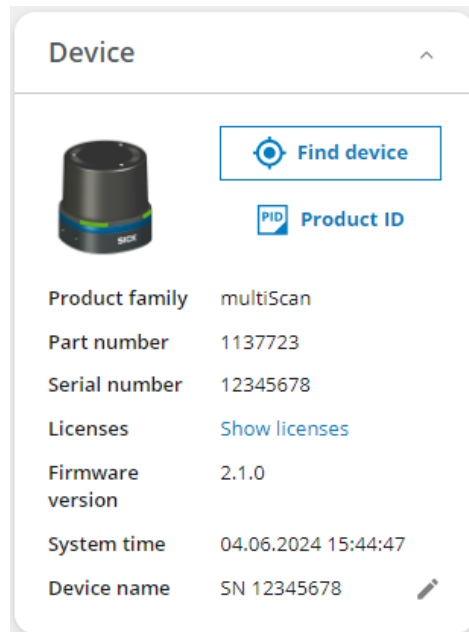 Device
Find device
SICK
PID Product ID
Product family multiScan
Part number 1137723
Serial number 12345678
Licenses Show licenses
Firmware 2.1.0
version
System time 04.06.2024 15:44:47
Device name SN 12345678